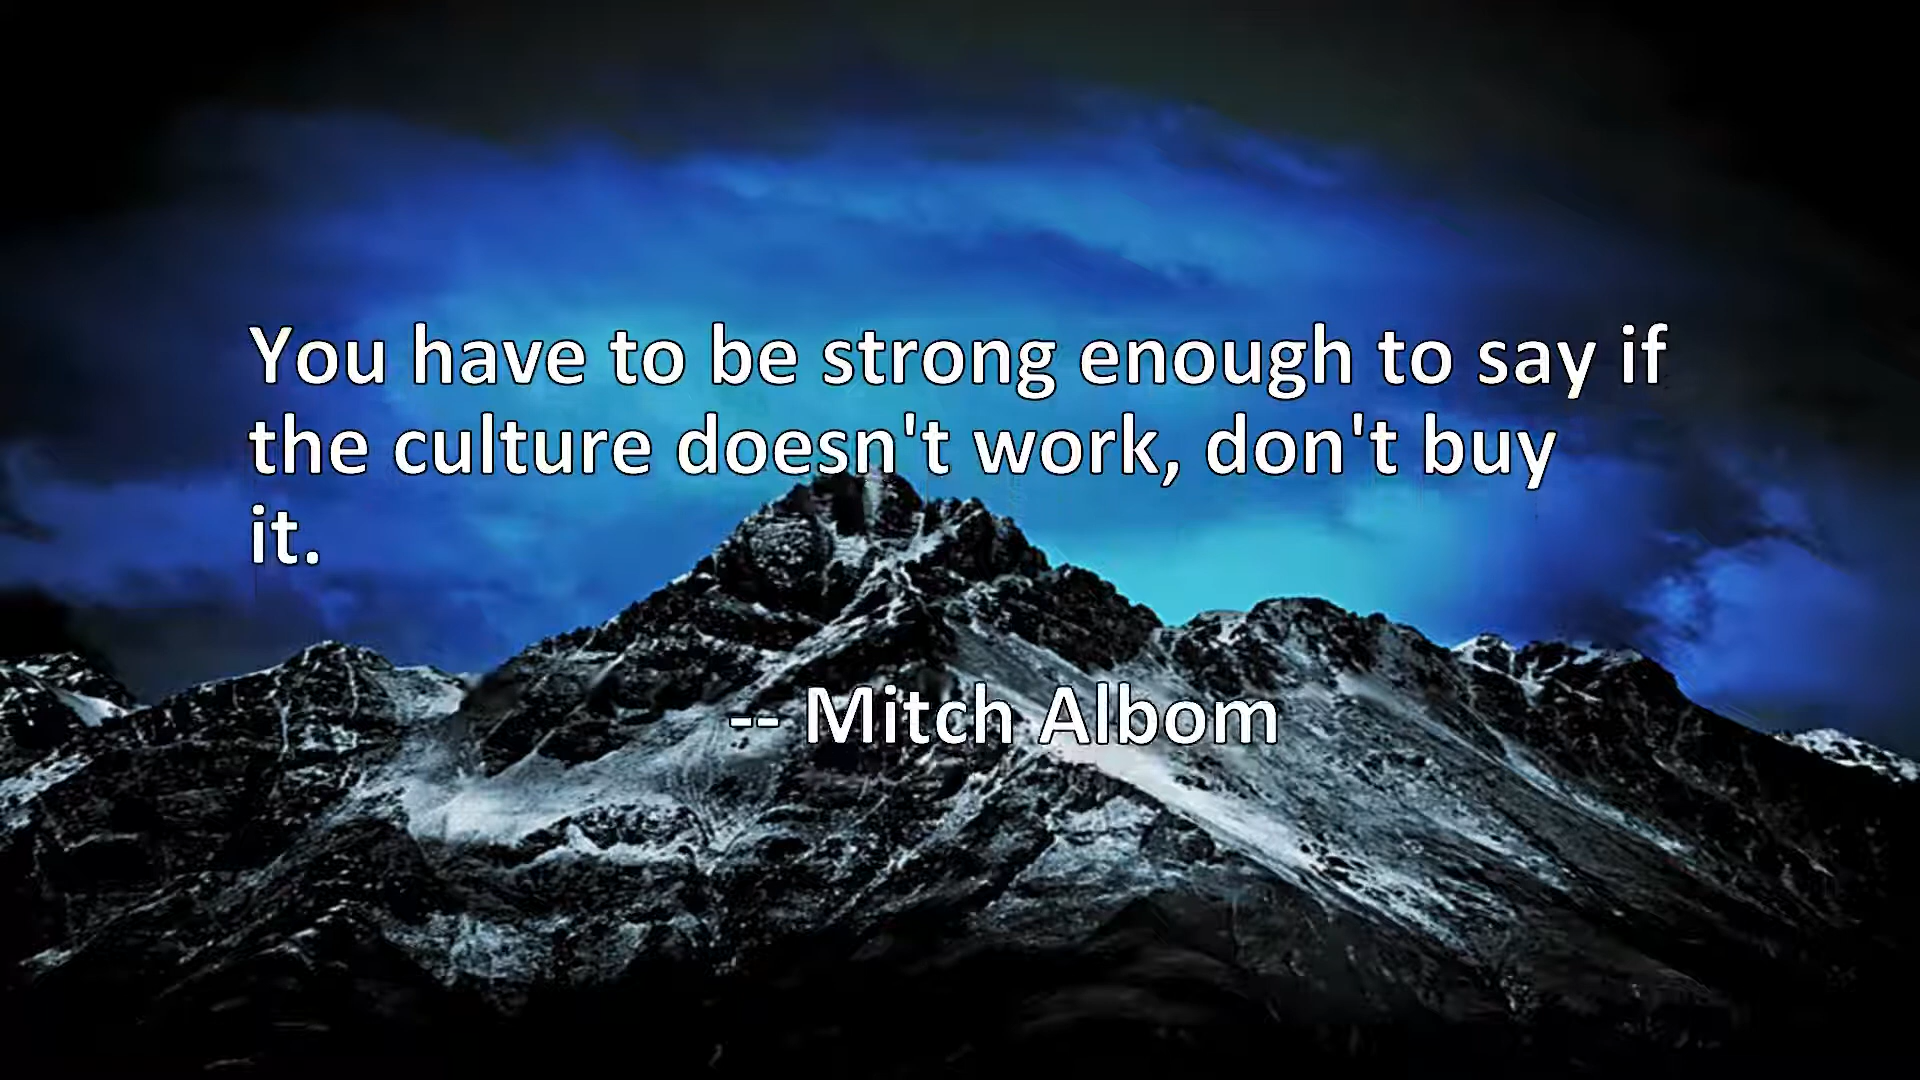 You have to be strong enough to say if
the culture doesn't work, don't buy
it.
-- Mitch Albom